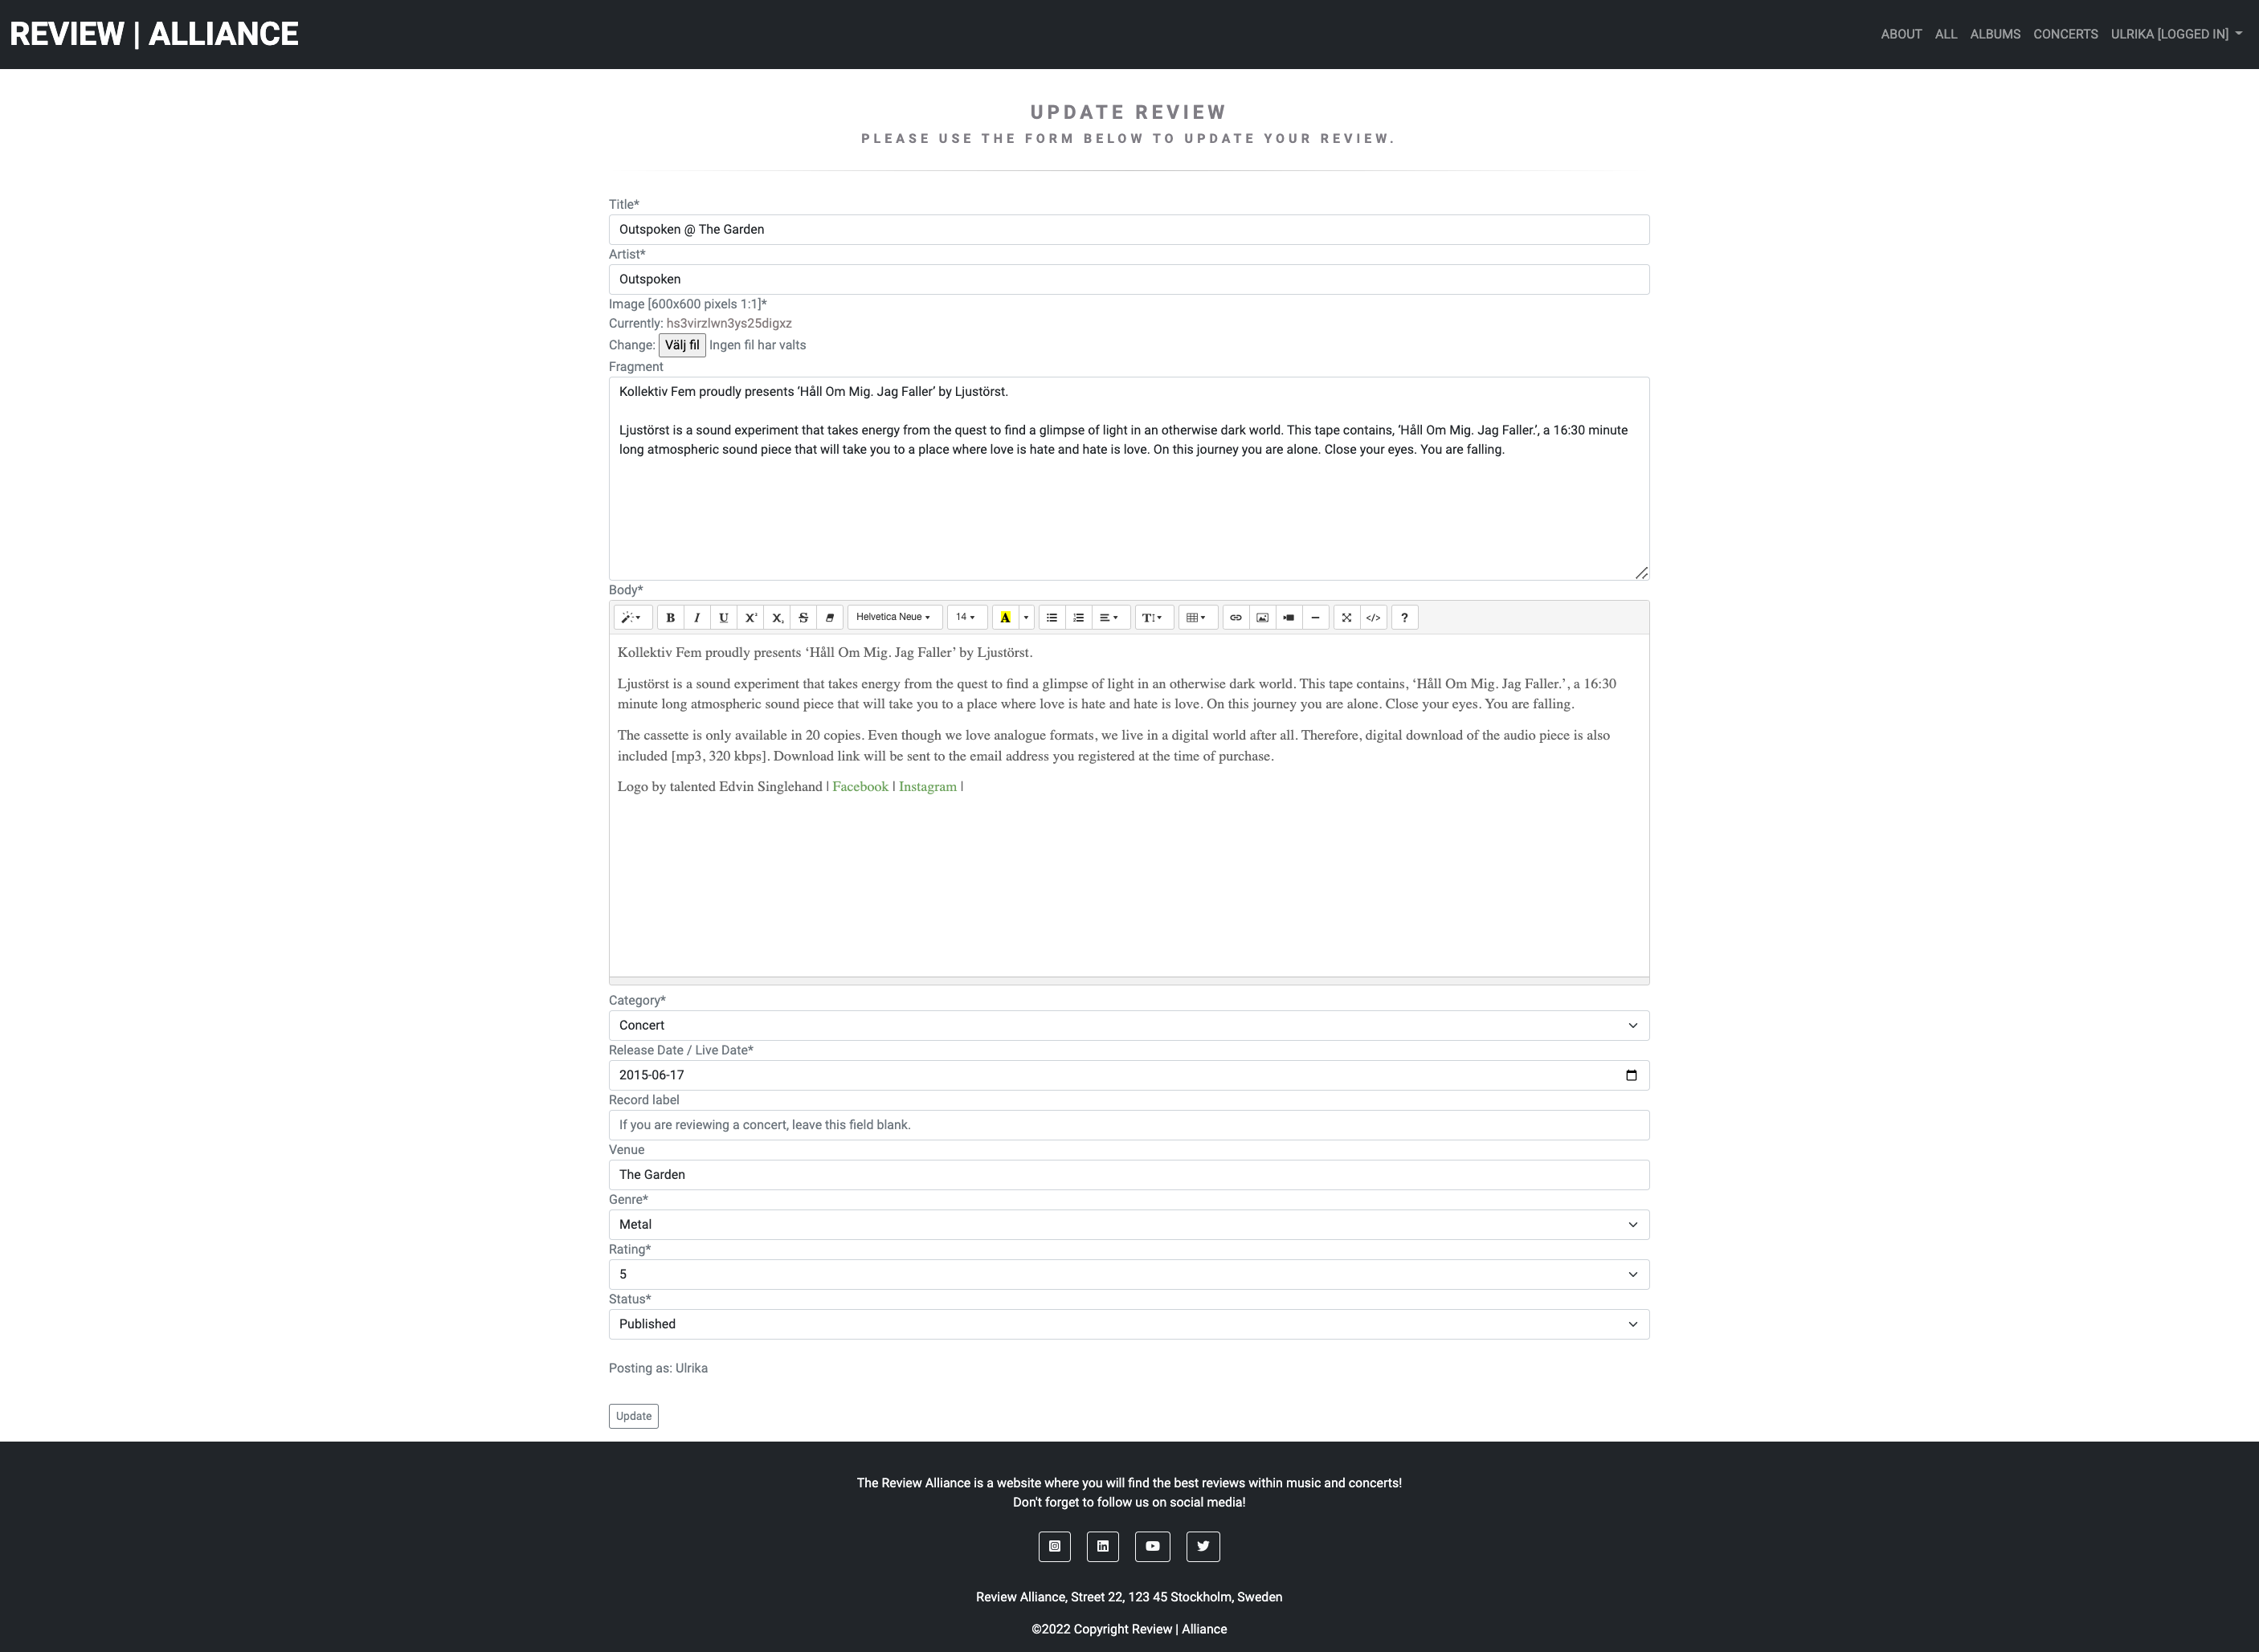 REVIEW | ALLIANCE
ABOUT ALL ALBUMS CONCERTS ULRIKA [LOGGED IN]
UPDATE REVIEW
PLEASE USE THE FORM BELOW TO UPDATE YOUR REVIEW.
Title*
Outspoken @ The Garden
Artist*
Outspoken
Image [600x600 pixels 1:1]*
Currently: hs3virzlwn3ys25digxz
Change: Välj fil Ingen fil har valts
Fragment
Kollektiv Fem proudly presents ‘Håll Om Mig. Jag Faller’ by Ljustörst.
Ljustörst is a sound experiment that takes energy from the quest to find a glimpse of light in an otherwise dark world. This tape contains, ‘Håll Om Mig. Jag Faller.’, a 16:30 minute
long atmospheric sound piece that will take you to a place where love is hate and hate is love. On this journey you are alone. Close your eyes. You are falling.
Body*
B I U X² X₂ S Helvetica Neue 14 A T </> ?
Kollektiv Fem proudly presents ‘Håll Om Mig. Jag Faller’ by Ljustörst.
Ljustörst is a sound experiment that takes energy from the quest to find a glimpse of light in an otherwise dark world. This tape contains, ‘Håll Om Mig. Jag Faller.’, a 16:30
minute long atmospheric sound piece that will take you to a place where love is hate and hate is love. On this journey you are alone. Close your eyes. You are falling.
The cassette is only available in 20 copies. Even though we love analogue formats, we live in a digital world after all. Therefore, digital download of the audio piece is also
included [mp3, 320 kbps]. Download link will be sent to the email address you registered at the time of purchase.
Logo by talented Edvin Singlehand | Facebook | Instagram |
Category*
Concert
Release Date / Live Date*
2015-06-17
Record label
If you are reviewing a concert, leave this field blank.
Venue
The Garden
Genre*
Metal
Rating*
5
Status*
Published
Posting as: Ulrika
Update
The Review Alliance is a website where you will find the best reviews within music and concerts!
Don't forget to follow us on social media!
Review Alliance, Street 22, 123 45 Stockholm, Sweden
©2022 Copyright Review | Alliance